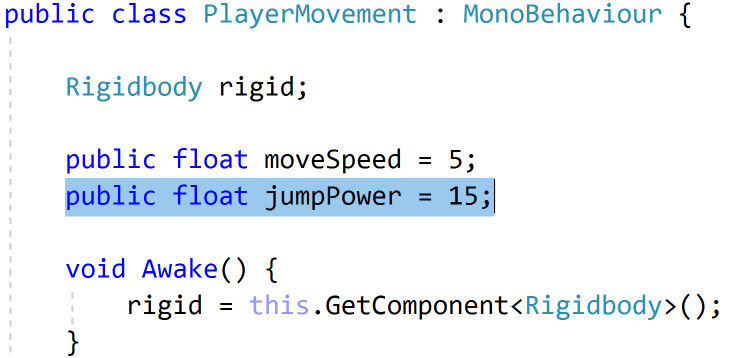 public class PlayerMovement : MonoBehaviour {
Rigidbody rigid;
public float moveSpeed = 5;
public float jumpPower = 15;
void Awake() {
rigid = this.GetComponent<Rigidbody>();
}